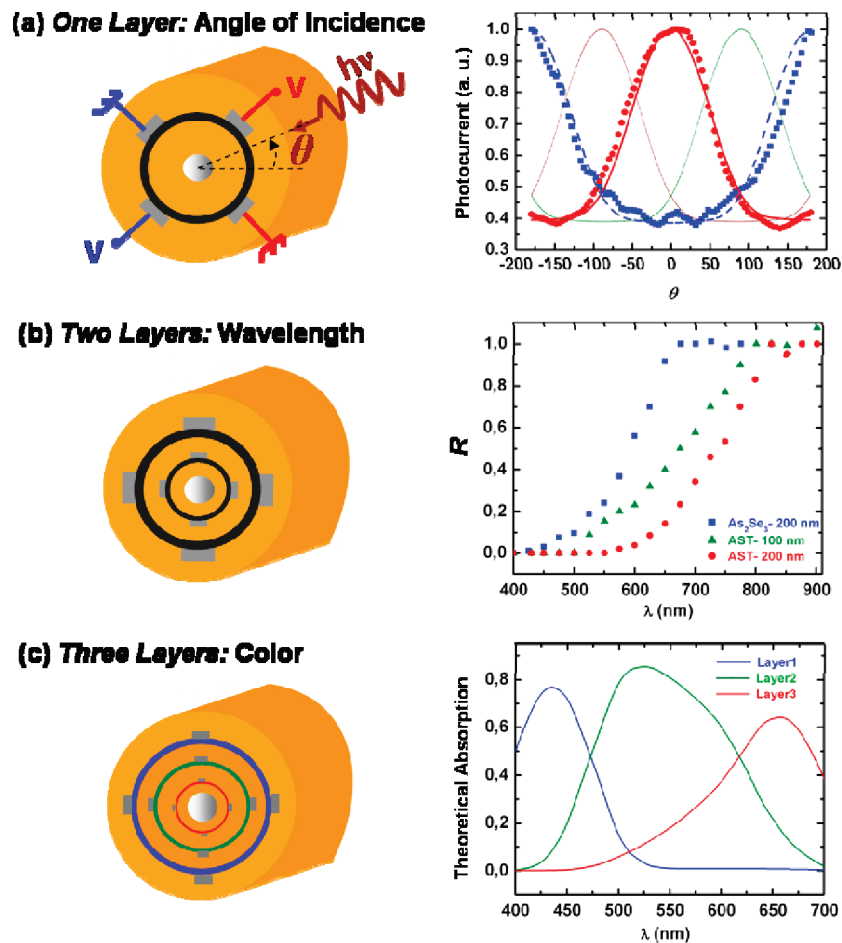 (a) One Layer: Angle of Incidence
hν
V
θ
V
Photocurrent (a. u.)
1.0
0.9
0.8
0.7
0.6
0.5
0.4
0.3
-200 -150 -100 -50 0 50 100 150 200
θ
(b) Two Layers: Wavelength
R
1,0
0,8
0,6
0,4
0,2
0,0
As2Se3- 200 nm
AST- 100 nm
AST- 200 nm
400 500 600 700 800 900
λ (nm)
(c) Three Layers: Color
Theoretical Absorption
0,8
0,6
0,4
0,2
0,0
Layer1
Layer2
Layer3
400 450 500 550 600 650 700
λ (nm)